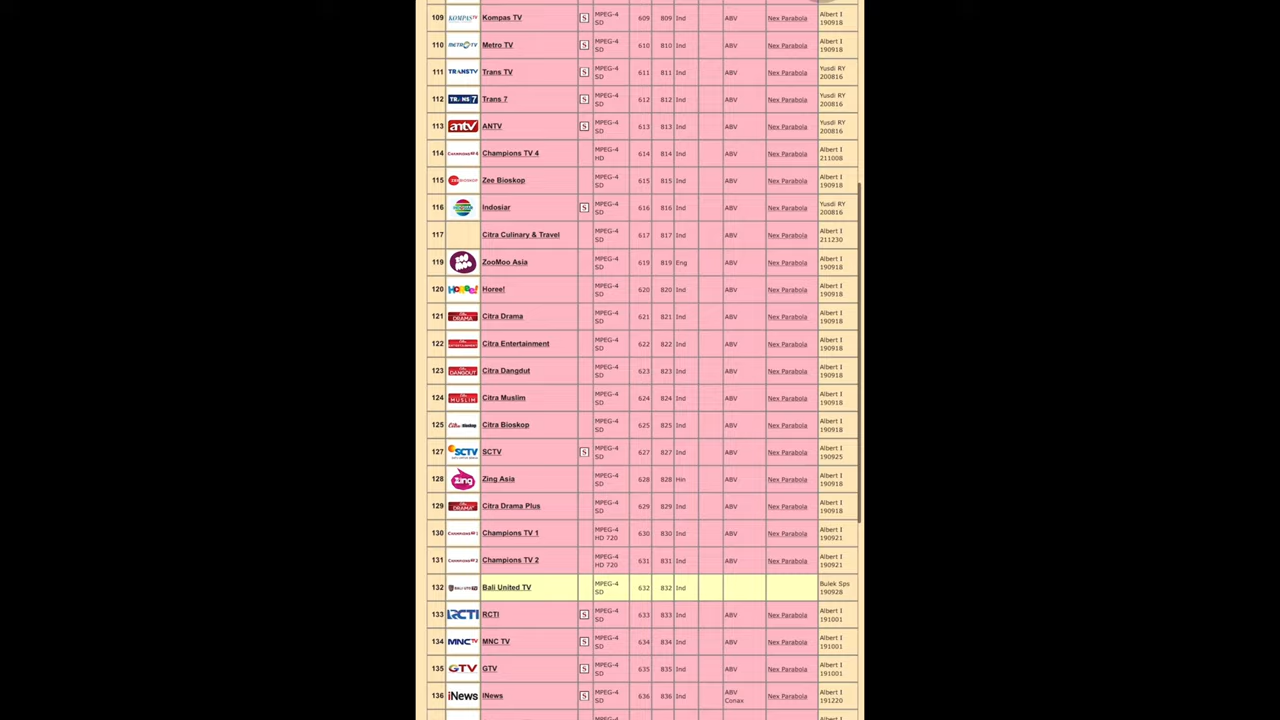 109 KOMPASTV Kompas TV S MPEG-4 SD 609 809 Ind ABV Nex Parabola Albert I 190918
110 METRO TV Metro TV S MPEG-4 SD 610 810 Ind ABV Nex Parabola Albert I 190918
111 TRANSTV Trans TV S MPEG-4 SD 611 811 Ind ABV Nex Parabola Yusdi RY 200816
112 TRANS 7 Trans 7 S MPEG-4 SD 612 812 Ind ABV Nex Parabola Yusdi RY 200816
113 antv ANTV S MPEG-4 SD 613 813 Ind ABV Nex Parabola Yusdi RY 200816
114 Champions TV 4 MPEG-4 HD 614 814 Ind ABV Nex Parabola Albert I 211008
115 Zee Bioskop MPEG-4 SD 615 815 Ind ABV Nex Parabola Albert I 190918
116 Indosiar S MPEG-4 SD 616 816 Ind ABV Nex Parabola Yusdi RY 200816
117 Citra Culinary & Travel MPEG-4 SD 617 817 Ind ABV Nex Parabola Albert I 211230
119 zoo moo ZooMoo Asia MPEG-4 SD 619 819 Eng ABV Nex Parabola Albert I 190918
120 Horee! Horee! MPEG-4 SD 620 820 Ind ABV Nex Parabola Albert I 190918
121 DRAMA Citra Drama MPEG-4 SD 621 821 Ind ABV Nex Parabola Albert I 190918
122 ENTERTAINMENT Citra Entertainment MPEG-4 SD 622 822 Ind ABV Nex Parabola Albert I 190918
123 DANGDUT Citra Dangdut MPEG-4 SD 623 823 Ind ABV Nex Parabola Albert I 190918
124 MUSLIM Citra Muslim MPEG-4 SD 624 824 Ind ABV Nex Parabola Albert I 190918
125 Citra Bioskop Citra Bioskop MPEG-4 SD 625 825 Ind ABV Nex Parabola Albert I 190918
127 SCTV SCTV S MPEG-4 SD 627 827 Ind ABV Nex Parabola Albert I 190925
128 zing Zing Asia MPEG-4 SD 628 828 Hin ABV Nex Parabola Albert I 190918
129 DRAMA Citra Drama Plus MPEG-4 SD 629 829 Ind ABV Nex Parabola Albert I 190918
130 Champions TV 1 MPEG-4 HD 720 630 830 Ind ABV Nex Parabola Albert I 190921
131 Champions TV 2 MPEG-4 HD 720 631 831 Ind ABV Nex Parabola Albert I 190921
132 Bali United TV MPEG-4 SD 632 832 Ind Bulek Sps 190928
133 RCTI RCTI S MPEG-4 SD 633 833 Ind ABV Nex Parabola Albert I 191001
134 MNCTV MNC TV S MPEG-4 SD 634 834 Ind ABV Nex Parabola Albert I 191001
135 GTV GTV S MPEG-4 SD 635 835 Ind ABV Nex Parabola Albert I 191001
136 iNews iNews S MPEG-4 SD 636 836 Ind ABV Conax Nex Parabola Albert I 191220